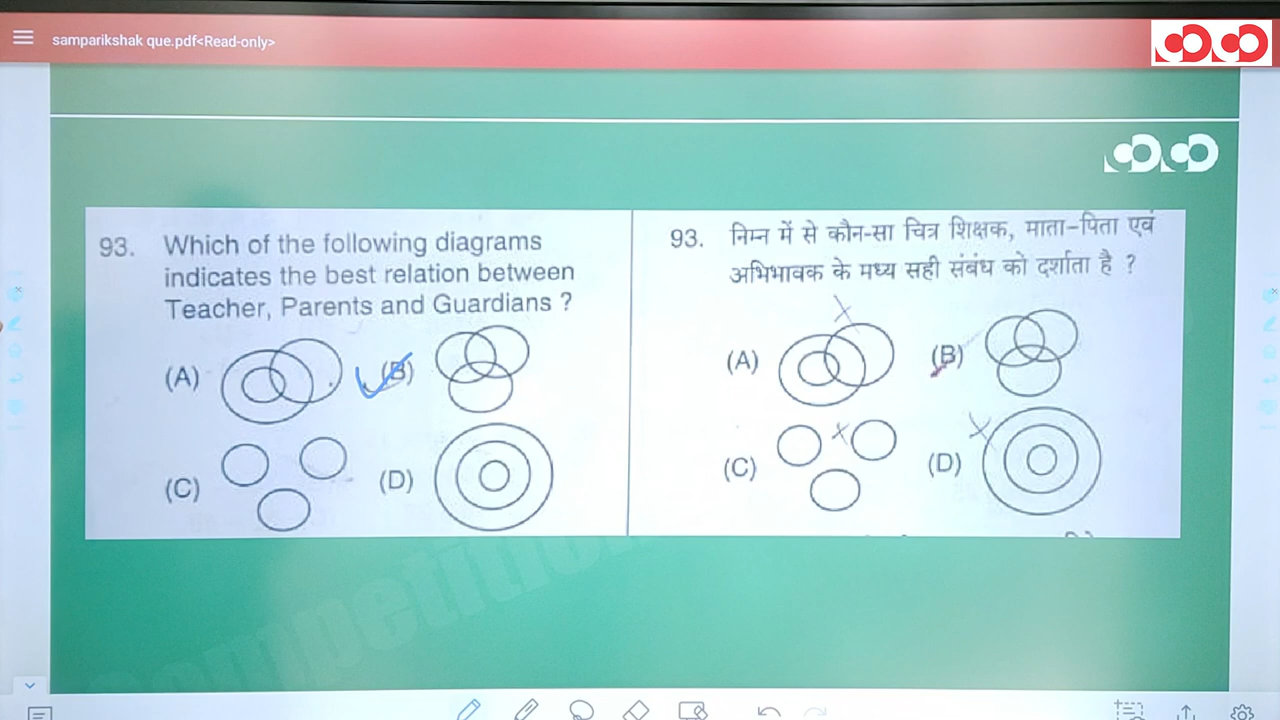 samparikshak que.pdf<Read-only>
93. Which of the following diagrams
indicates the best relation between
Teacher, Parents and Guardians ?
(A)
(B)
(C)
(D)
93. निम्न में से कौन-सा चित्र शिक्षक, माता-पिता एवं
अभिभावक के मध्य सही संबंध को दर्शाता है ?
(A)
(B)
(C)
(D)